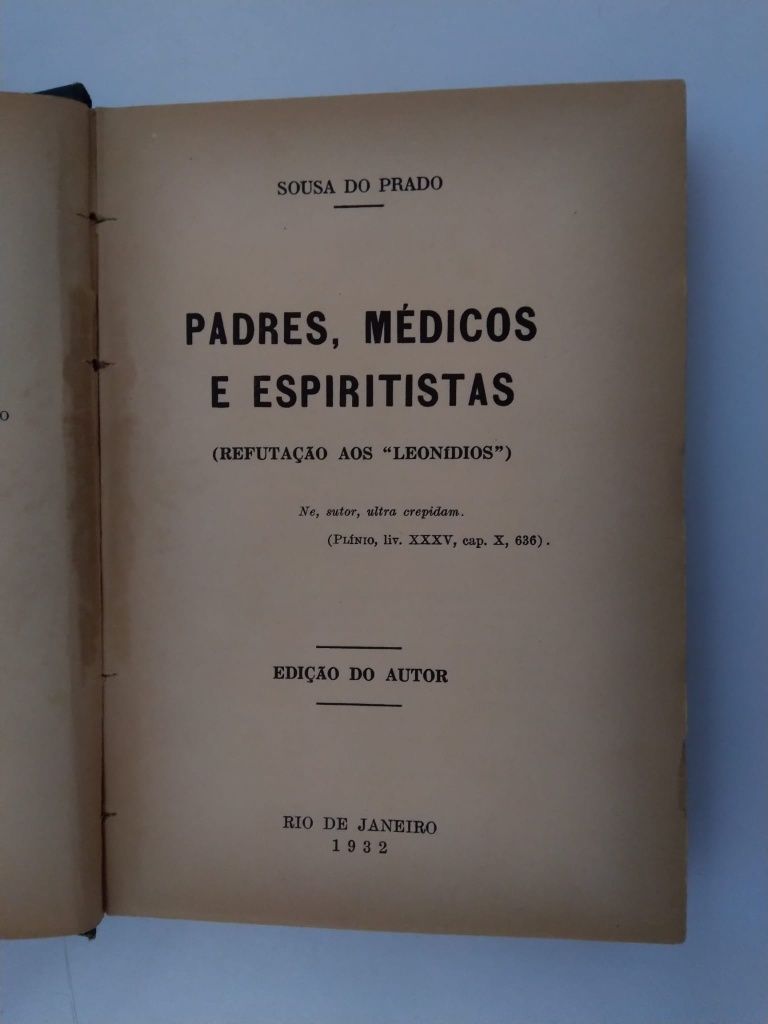 SOUSA DO PRADO
PADRES, MÉDICOS
E ESPIRITISTAS
(REFUTAÇÃO AOS "LEONÍDIOS")
Ne, sutor, ultra crepidam.
(PLÍNIO, liv. XXXV, cap. X, 636).
EDIÇÃO DO AUTOR
RIO DE JANEIRO
1932